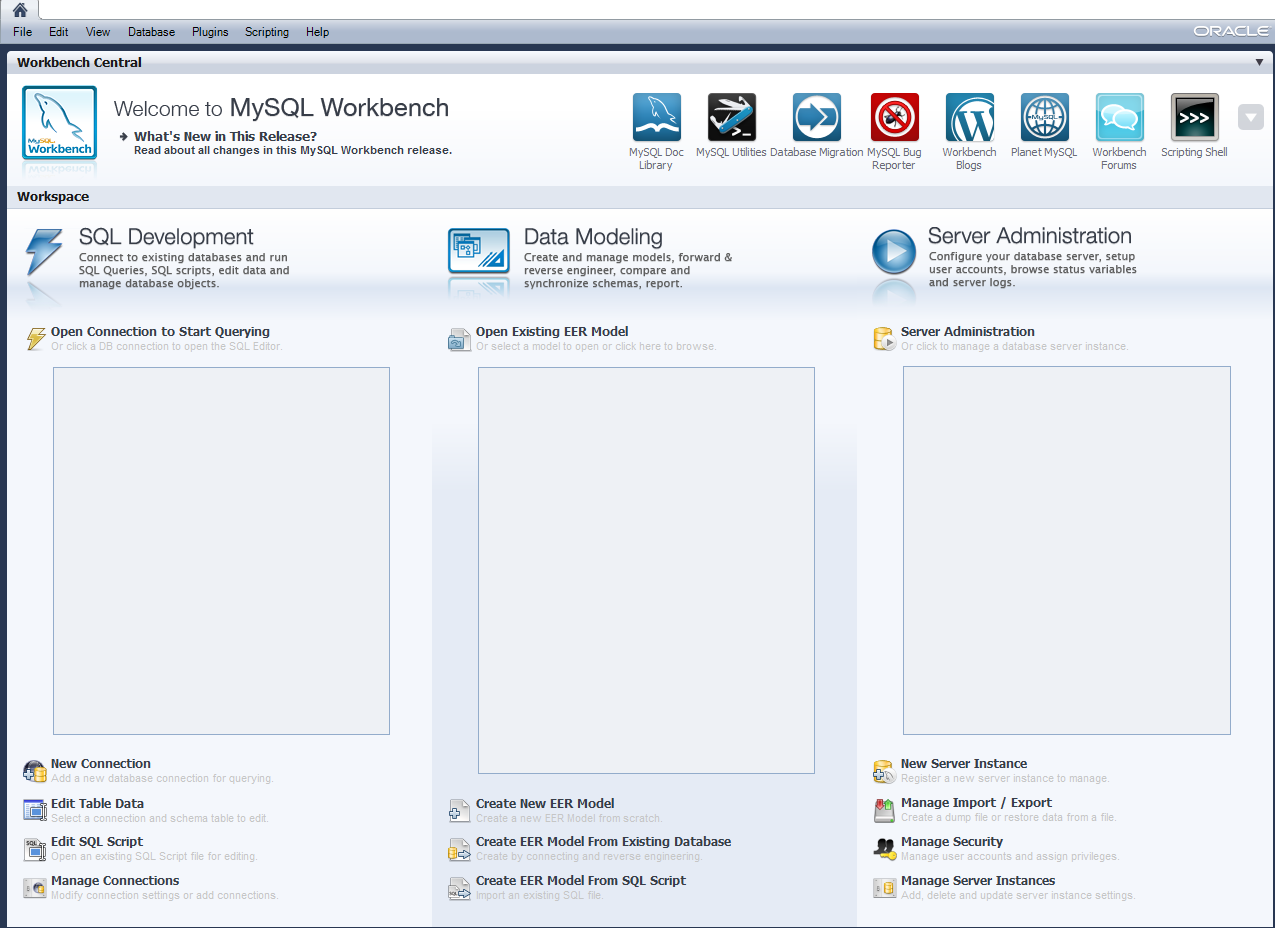 File Edit View Database Plugins Scripting Help
ORACLE
Workbench Central
MySQL
Workbench
Welcome to MySQL Workbench
What's New in This Release?
Read about all changes in this MySQL Workbench release.
MySQL Doc
Library
MySQL Utilities
Database Migration
MySQL Bug
Reporter
Workbench
Blogs
MySQL
Planet MySQL
Workbench
Forums
>>>
Scripting Shell
Workspace
SQL Development
Connect to existing databases and run
SQL Queries, SQL scripts, edit data and
manage database objects.
Open Connection to Start Querying
Or click a DB connection to open the SQL Editor.
New Connection
Add a new database connection for querying.
Edit Table Data
Select a connection and schema table to edit.
SQL
Edit SQL Script
Open an existing SQL Script file for editing.
Manage Connections
Modify connection settings or add connections.
Data Modeling
Create and manage models, forward &
reverse engineer, compare and
synchronize schemas, report.
Open Existing EER Model
Or select a model to open or click here to browse.
Create New EER Model
Create a new EER Model from scratch.
Create EER Model From Existing Database
Create by connecting and reverse engineering.
SQL
Create EER Model From SQL Script
Import an existing SQL file.
Server Administration
Configure your database server, setup
user accounts, browse status variables
and server logs.
Server Administration
Or click to manage a database server instance.
New Server Instance
Register a new server instance to manage.
Manage Import / Export
Create a dump file or restore data from a file.
Manage Security
Manage user accounts and assign privileges.
Manage Server Instances
Add, delete and update server instance settings.